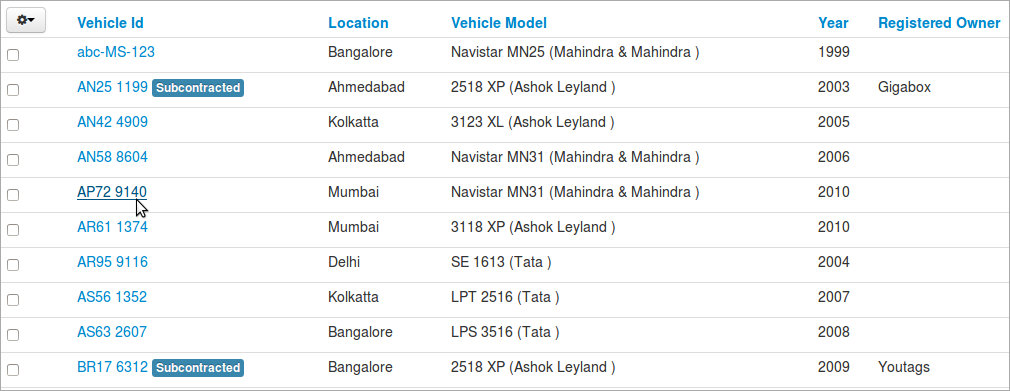 Vehicle Id Location Vehicle Model Year Registered Owner
abc-MS-123 Bangalore Navistar MN25 (Mahindra & Mahindra ) 1999
AN25 1199 Subcontracted Ahmedabad 2518 XP (Ashok Leyland ) 2003 Gigabox
AN42 4909 Kolkatta 3123 XL (Ashok Leyland ) 2005
AN58 8604 Ahmedabad Navistar MN31 (Mahindra & Mahindra ) 2006
AP72 9140 Mumbai Navistar MN31 (Mahindra & Mahindra ) 2010
AR61 1374 Mumbai 3118 XP (Ashok Leyland ) 2010
AR95 9116 Delhi SE 1613 (Tata ) 2004
AS56 1352 Kolkatta LPT 2516 (Tata ) 2007
AS63 2607 Bangalore LPS 3516 (Tata ) 2008
BR17 6312 Subcontracted Bangalore 2518 XP (Ashok Leyland ) 2009 Youtags